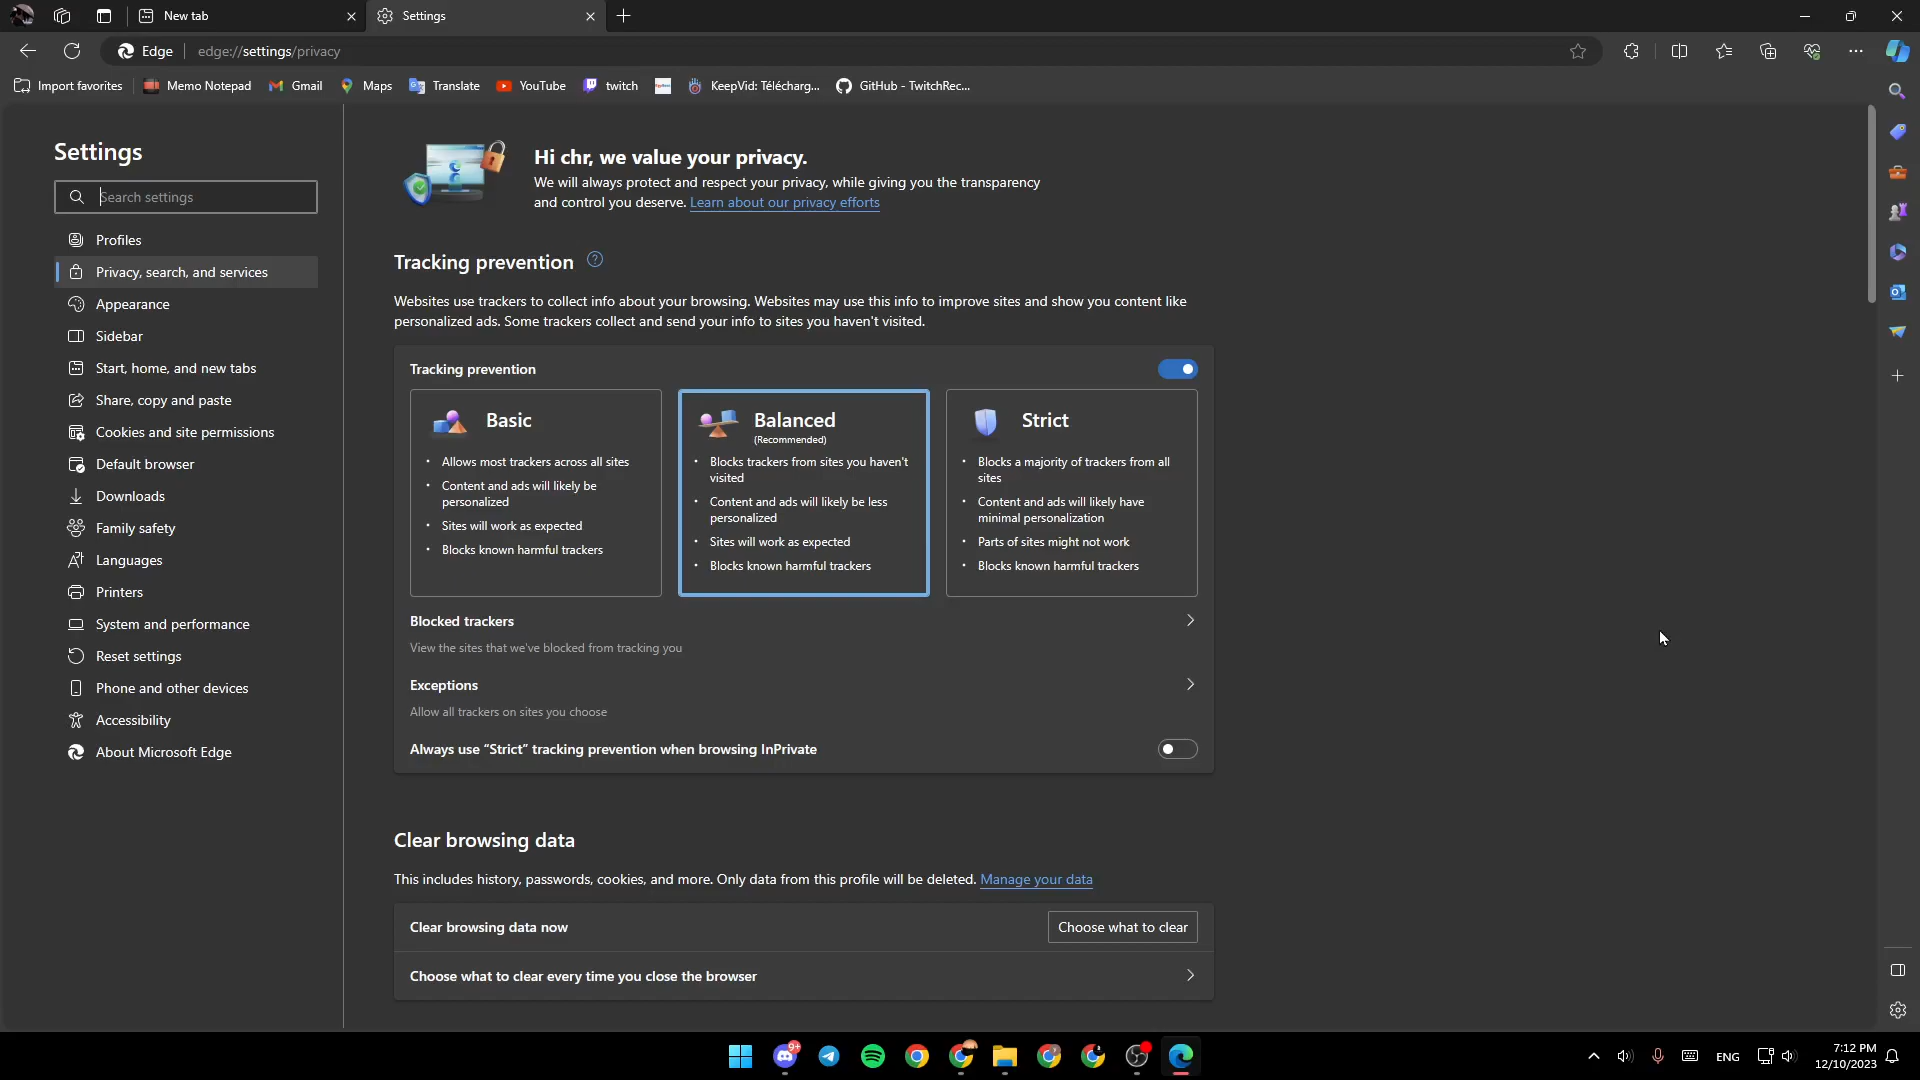 New tab
Settings
Edge
edge://settings/privacy
Import favorites
Memo Notepad
Gmail
Maps
Translate
YouTube
twitch
KeepVid: Télécharg...
GitHub - TwitchRec...
Settings
Search settings
Profiles
Privacy, search, and services
Appearance
Sidebar
Start, home, and new tabs
Share, copy and paste
Cookies and site permissions
Default browser
Downloads
Family safety
Languages
Printers
System and performance
Reset settings
Phone and other devices
Accessibility
About Microsoft Edge
Hi chr, we value your privacy.
We will always protect and respect your privacy, while giving you the transparency
and control you deserve. Learn about our privacy efforts
Tracking prevention
Websites use trackers to collect info about your browsing. Websites may use this info to improve sites and show you content like
personalized ads. Some trackers collect and send your info to sites you haven't visited.
Tracking prevention
Basic
• Allows most trackers across all sites
• Content and ads will likely be
personalized
• Sites will work as expected
• Blocks known harmful trackers
Balanced
(Recommended)
• Blocks trackers from sites you haven't
visited
• Content and ads will likely be less
personalized
• Sites will work as expected
• Blocks known harmful trackers
Strict
• Blocks a majority of trackers from all
sites
• Content and ads will likely have
minimal personalization
• Parts of sites might not work
• Blocks known harmful trackers
Blocked trackers
View the sites that we've blocked from tracking you
Exceptions
Allow all trackers on sites you choose
Always use “Strict” tracking prevention when browsing InPrivate
Clear browsing data
This includes history, passwords, cookies, and more. Only data from this profile will be deleted. Manage your data
Clear browsing data now
Choose what to clear
Choose what to clear every time you close the browser
9+
ENG
7:12 PM
12/10/2023